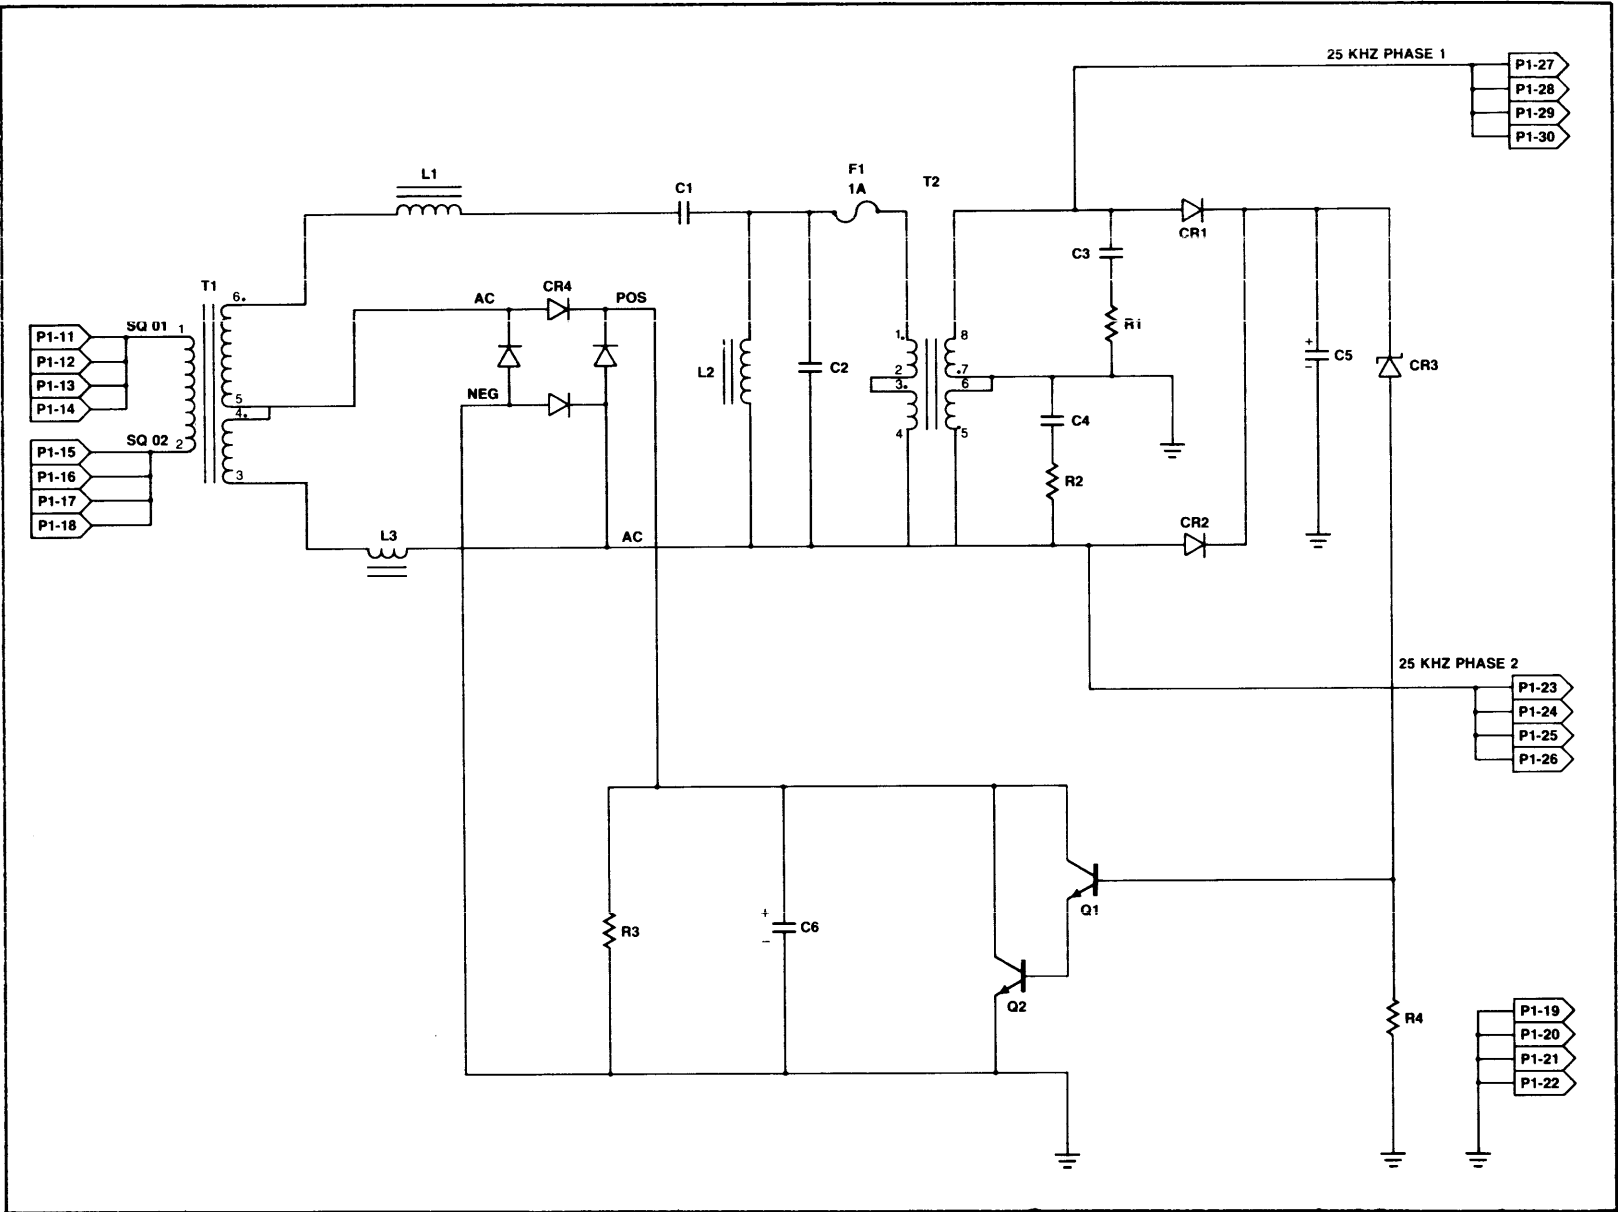 25 KHZ PHASE 1
P1-27
P1-28
P1-29
P1-30
L1
C1
F1
1A
T2
CR1
C3
R1
T1
6.
AC
CR4
POS
SQ 01
1
P1-11
P1-12
P1-13
P1-14
5
4.
NEG
L2
C2
1.
2
3.
4
8
.7
6
.5
+
C5
-
CR3
C4
R2
SQ 02
2
P1-15
P1-16
P1-17
P1-18
3
L3
AC
CR2
25 KHZ PHASE 2
P1-23
P1-24
P1-25
P1-26
R3
+
C6
-
Q1
Q2
R4
P1-19
P1-20
P1-21
P1-22